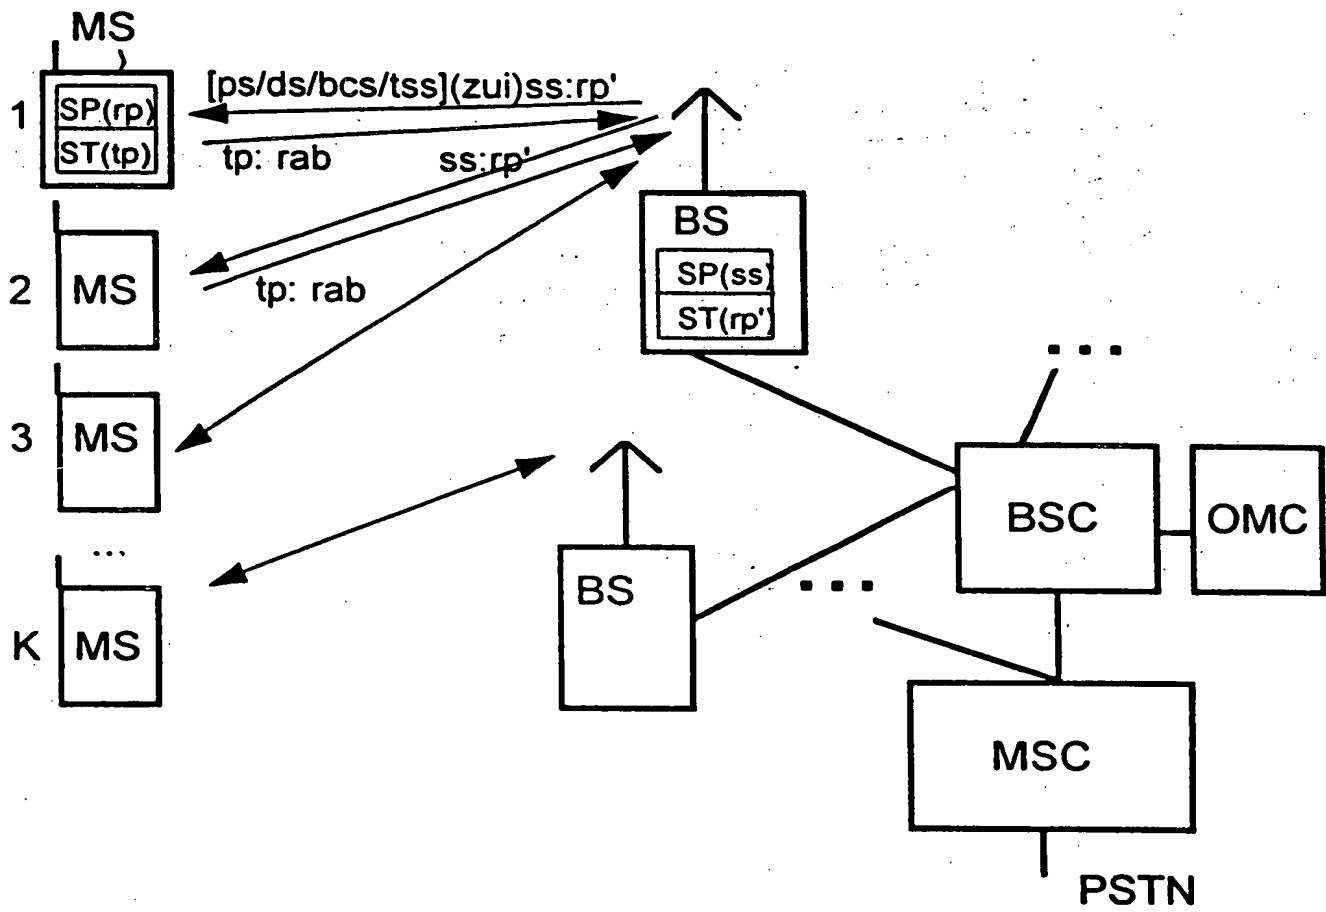 MS
1
[ps/ds/bcs/tss](zui)ss:rp'
SP(rp)
ST(tp)
tp: rab
ss:rp'
BS
SP(ss)
ST(rp')
2
MS
tp: rab
3
MS
...
BSC
OMC
...
BS
...
K
MS
MSC
PSTN